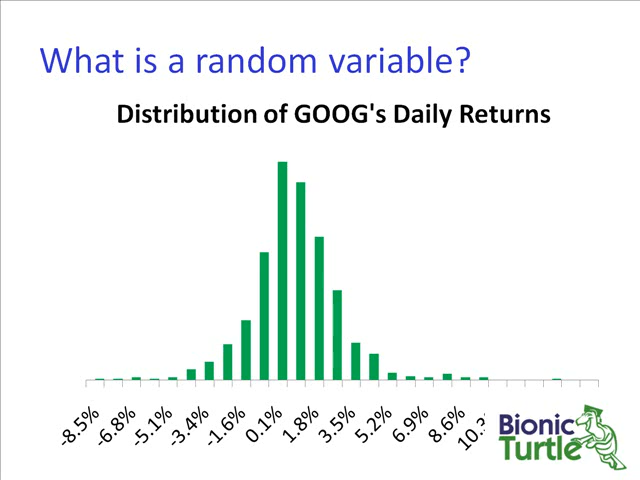 What is a random variable?
Distribution of GOOG's Daily Returns
-8.5%
-6.8%
-5.1%
-3.4%
-1.6%
0.1%
1.8%
3.5%
5.2%
6.9%
8.6%
Bionic
Turtle